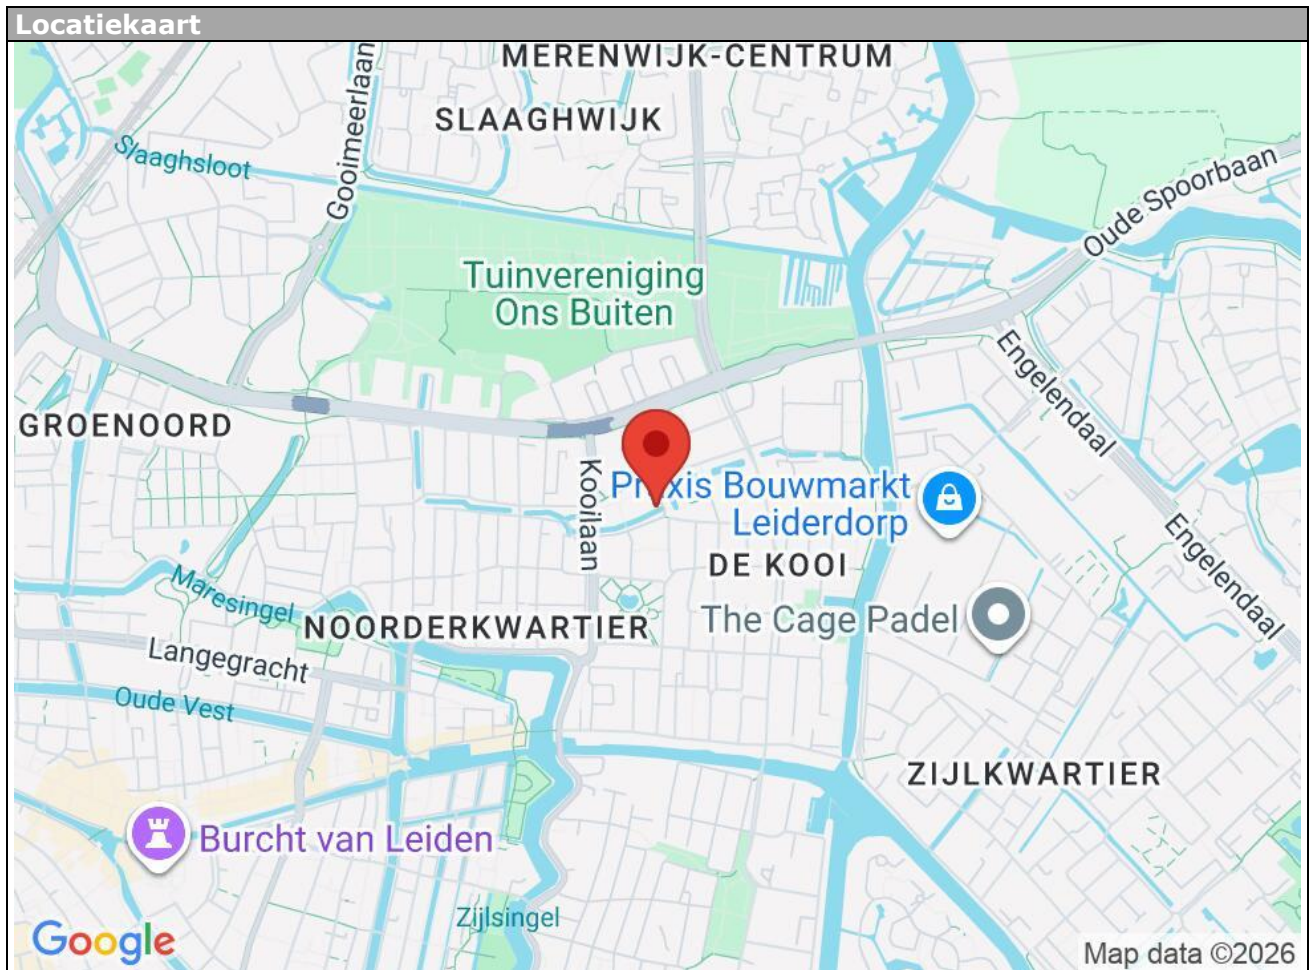 Locatiekaart
MERENWIJK-CENTRUM
SLAAGHWIJK
Slaaghsloot
Gooimeerlaan
Oude Spoorbaan
Tuinvereniging
Ons Buiten
Engelendaal
GROENOORD
Kooilaan
Praxis Bouwmarkt
Leiderdorp
Engelendaal
DE KOOI
Maresingel
NOORDERKWARTIER
The Cage Padel
Langegracht
Oude Vest
ZIJLKWARTIER
Burcht van Leiden
Zijlsingel
Google
Map data ©2026